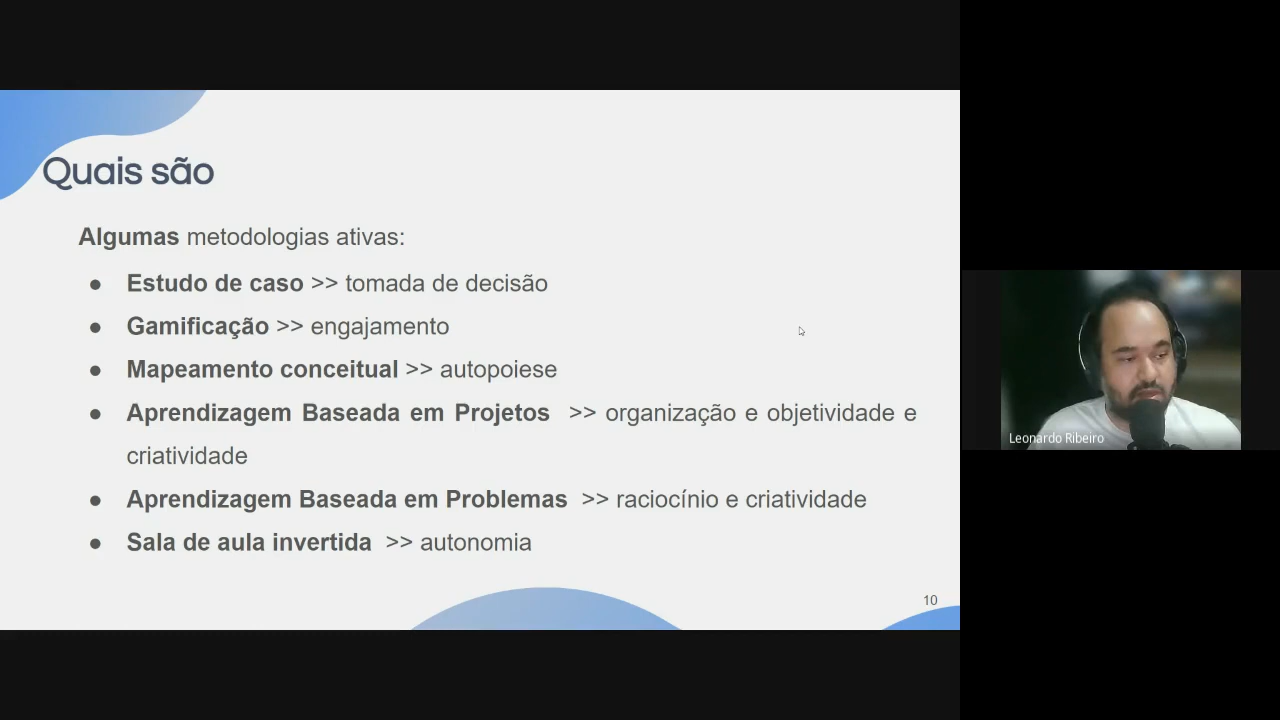 Quais são
Algumas metodologias ativas:
● Estudo de caso >> tomada de decisão
● Gamificação >> engajamento
● Mapeamento conceitual >> autopoiese
● Aprendizagem Baseada em Projetos >> organização e objetividade e
criatividade
● Aprendizagem Baseada em Problemas >> raciocínio e criatividade
● Sala de aula invertida >> autonomia
10
Leonardo Ribeiro